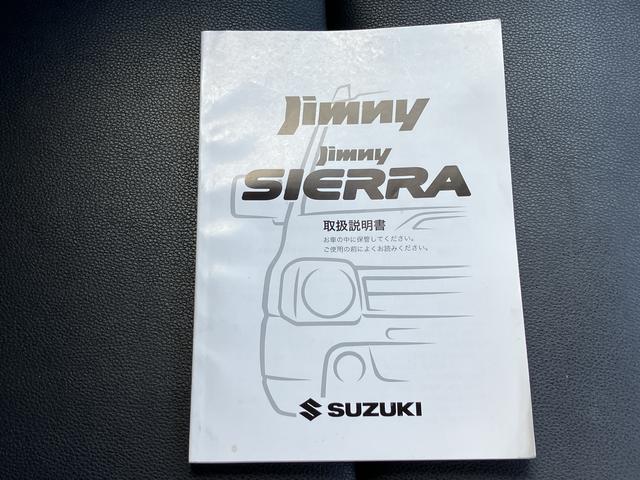 Jimny
Jimny
SIERRA
取扱説明書
お車の中に保管してください。
ご使用の前によくお読みください。
SUZUKI